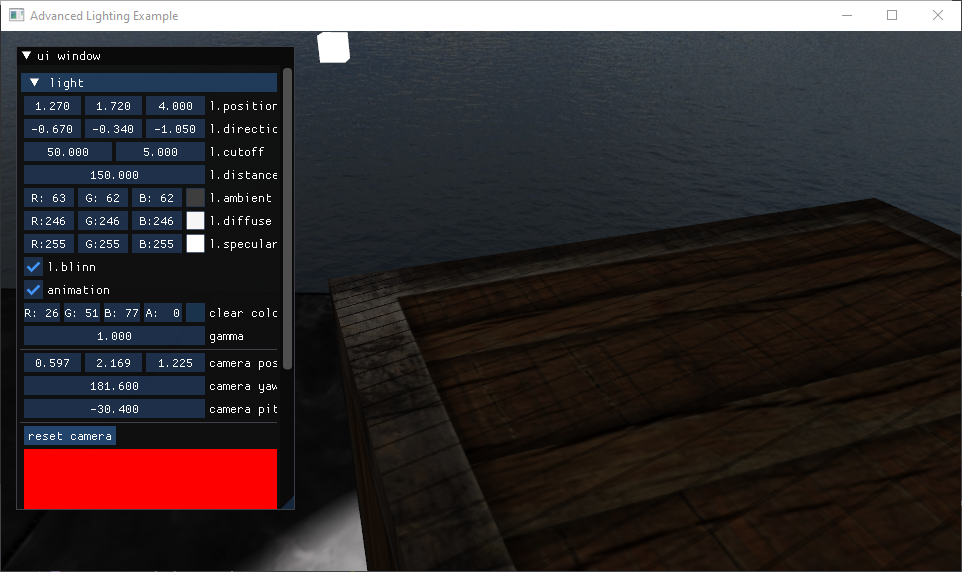 Advanced Lighting Example
ui window
light
1.270 1.720 4.000 l.position
-0.670 -0.340 -1.050 l.directio
50.000 5.000 l.cutoff
150.000 l.distance
R: 63 G: 62 B: 62 l.ambient
R:246 G:246 B:246 l.diffuse
R:255 G:255 B:255 l.specular
l.blinn
animation
R: 26 G: 51 B: 77 A: 0 clear colo
1.000 gamma
0.597 2.169 1.225 camera pos
181.600 camera yaw
-30.400 camera pit
reset camera